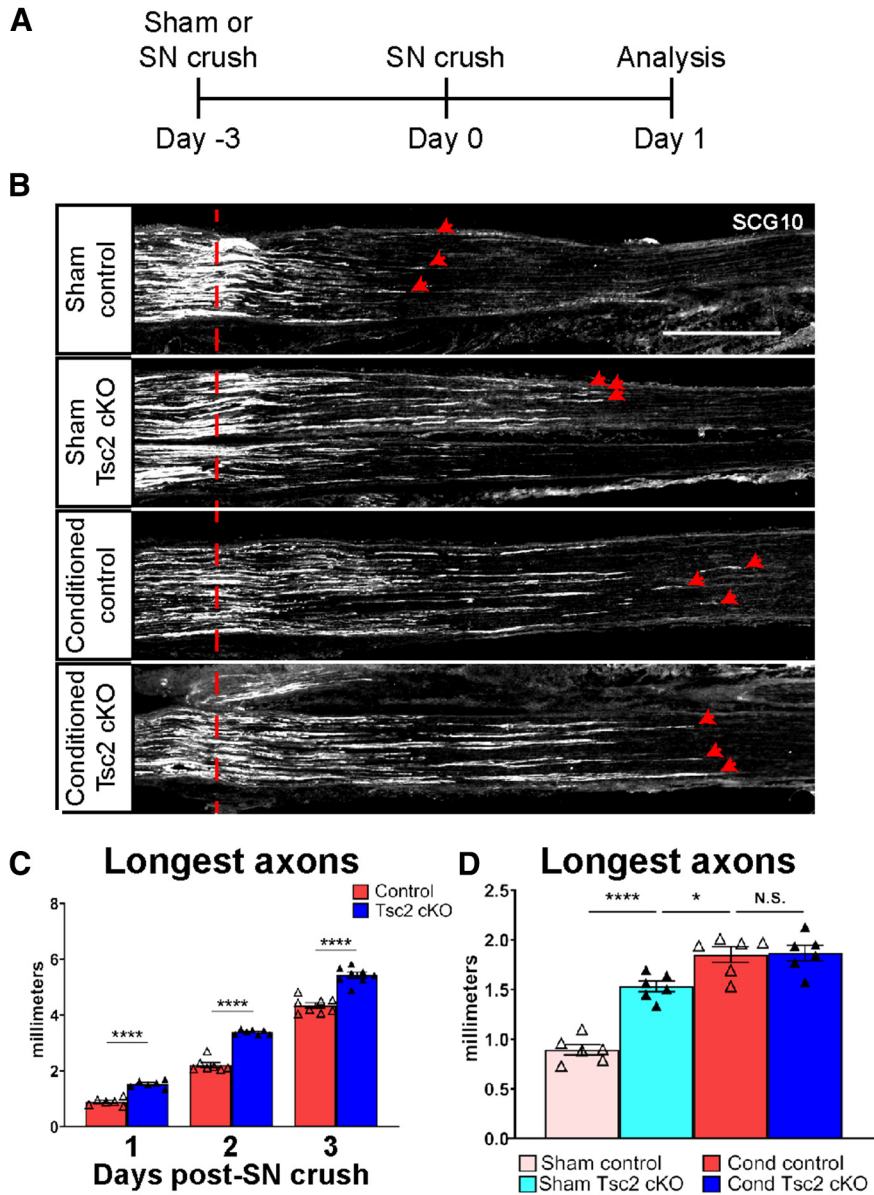 A
Sham or
SN crush
SN crush
Analysis
Day -3
Day 0
Day 1
B
SCG10
Sham
control
Sham
Tsc2 cKO
Conditioned
control
Conditioned
Tsc2 cKO
C
Longest axons
Control
Tsc2 cKO
millimeters
8
6
4
2
0
****
****
****
1
2
3
Days post-SN crush
D
Longest axons
millimeters
2.5
2.0
1.5
1.0
0.5
0.0
****
*
N.S.
Sham control
Cond control
Sham Tsc2 cKO
Cond Tsc2 cKO